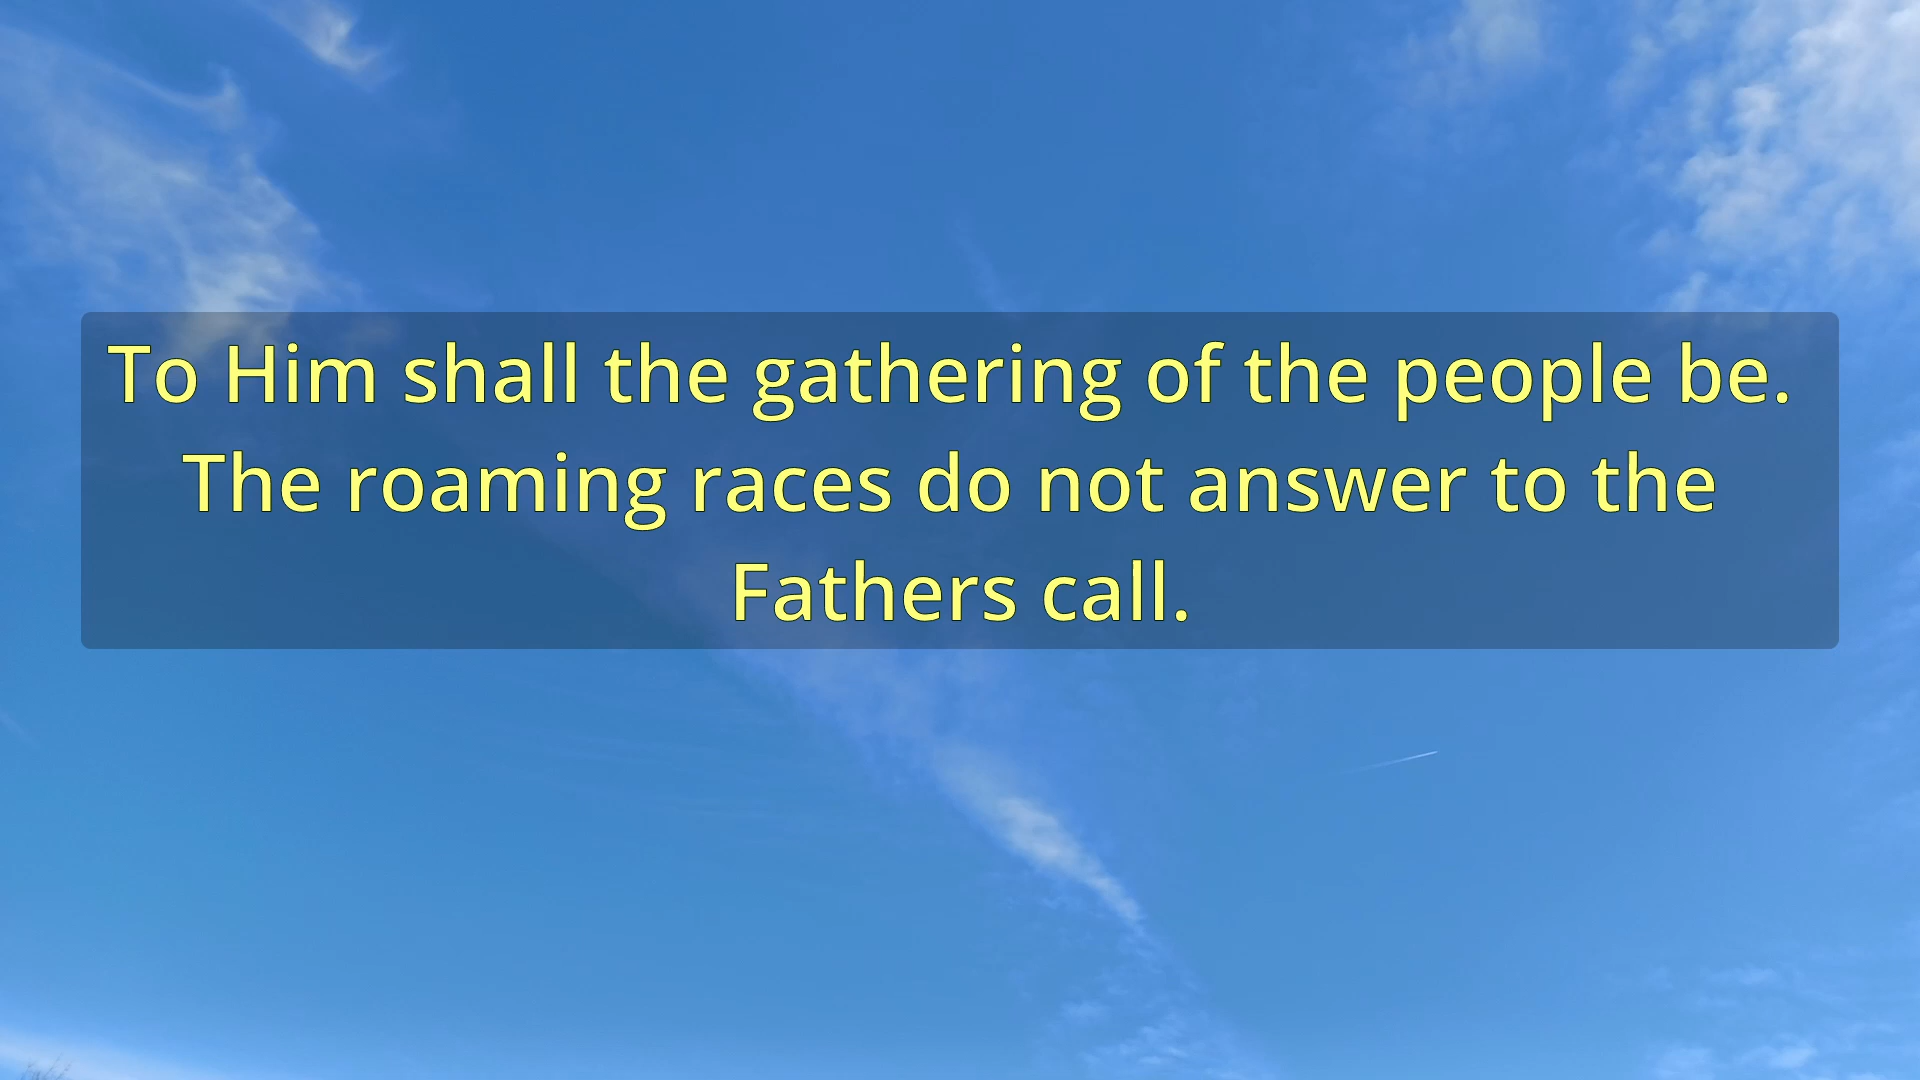 To Him shall the gathering of the people be.
The roaming races do not answer to the
Fathers call.